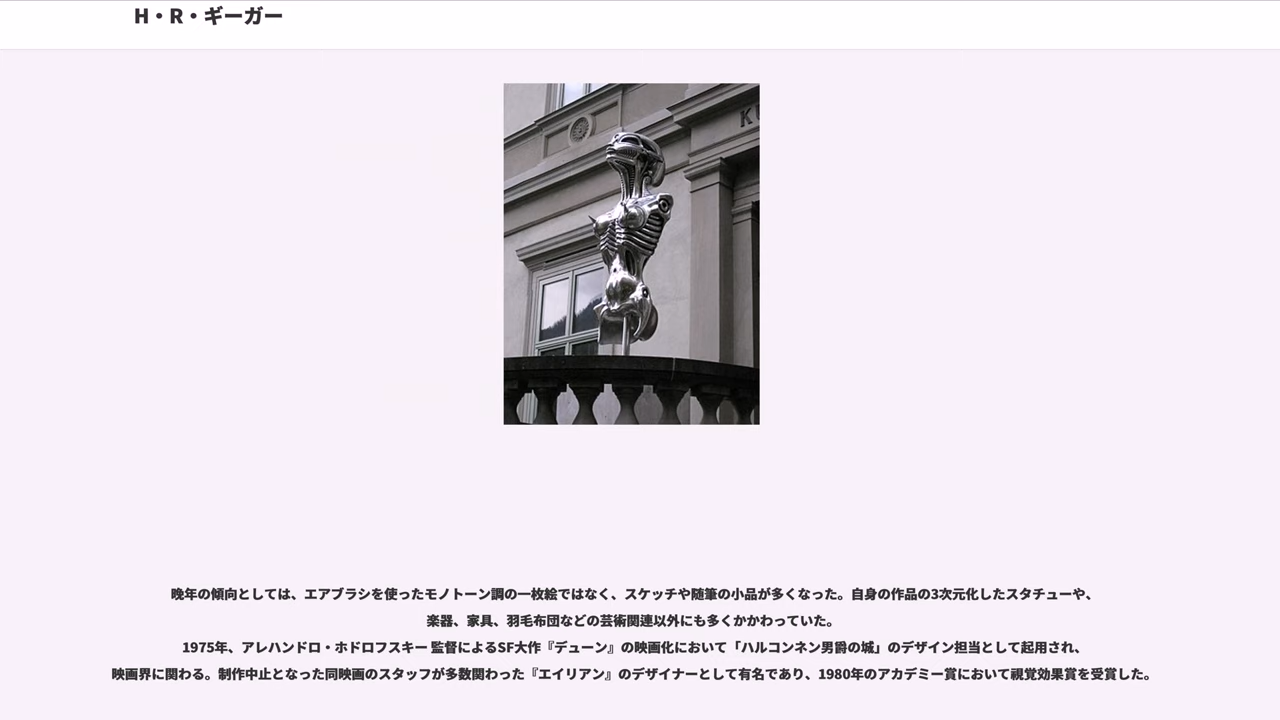 H・R・ギーガー
KU
晩年の傾向としては、エアブラシを使ったモノトーン調の一枚絵ではなく、スケッチや随筆の小品が多くなった。自身の作品の3次元化したスタチューや、
楽器、家具、羽毛布団などの芸術関連以外にも多くかかわっていた。
1975年、アレハンドロ・ホドロフスキー 監督によるSF大作『デューン』の映画化において「ハルコンネン男爵の城」のデザイン担当として起用され、
映画界に関わる。制作中止となった同映画のスタッフが多数関わった『エイリアン』のデザイナーとして有名であり、1980年のアカデミー賞において視覚効果賞を受賞した。